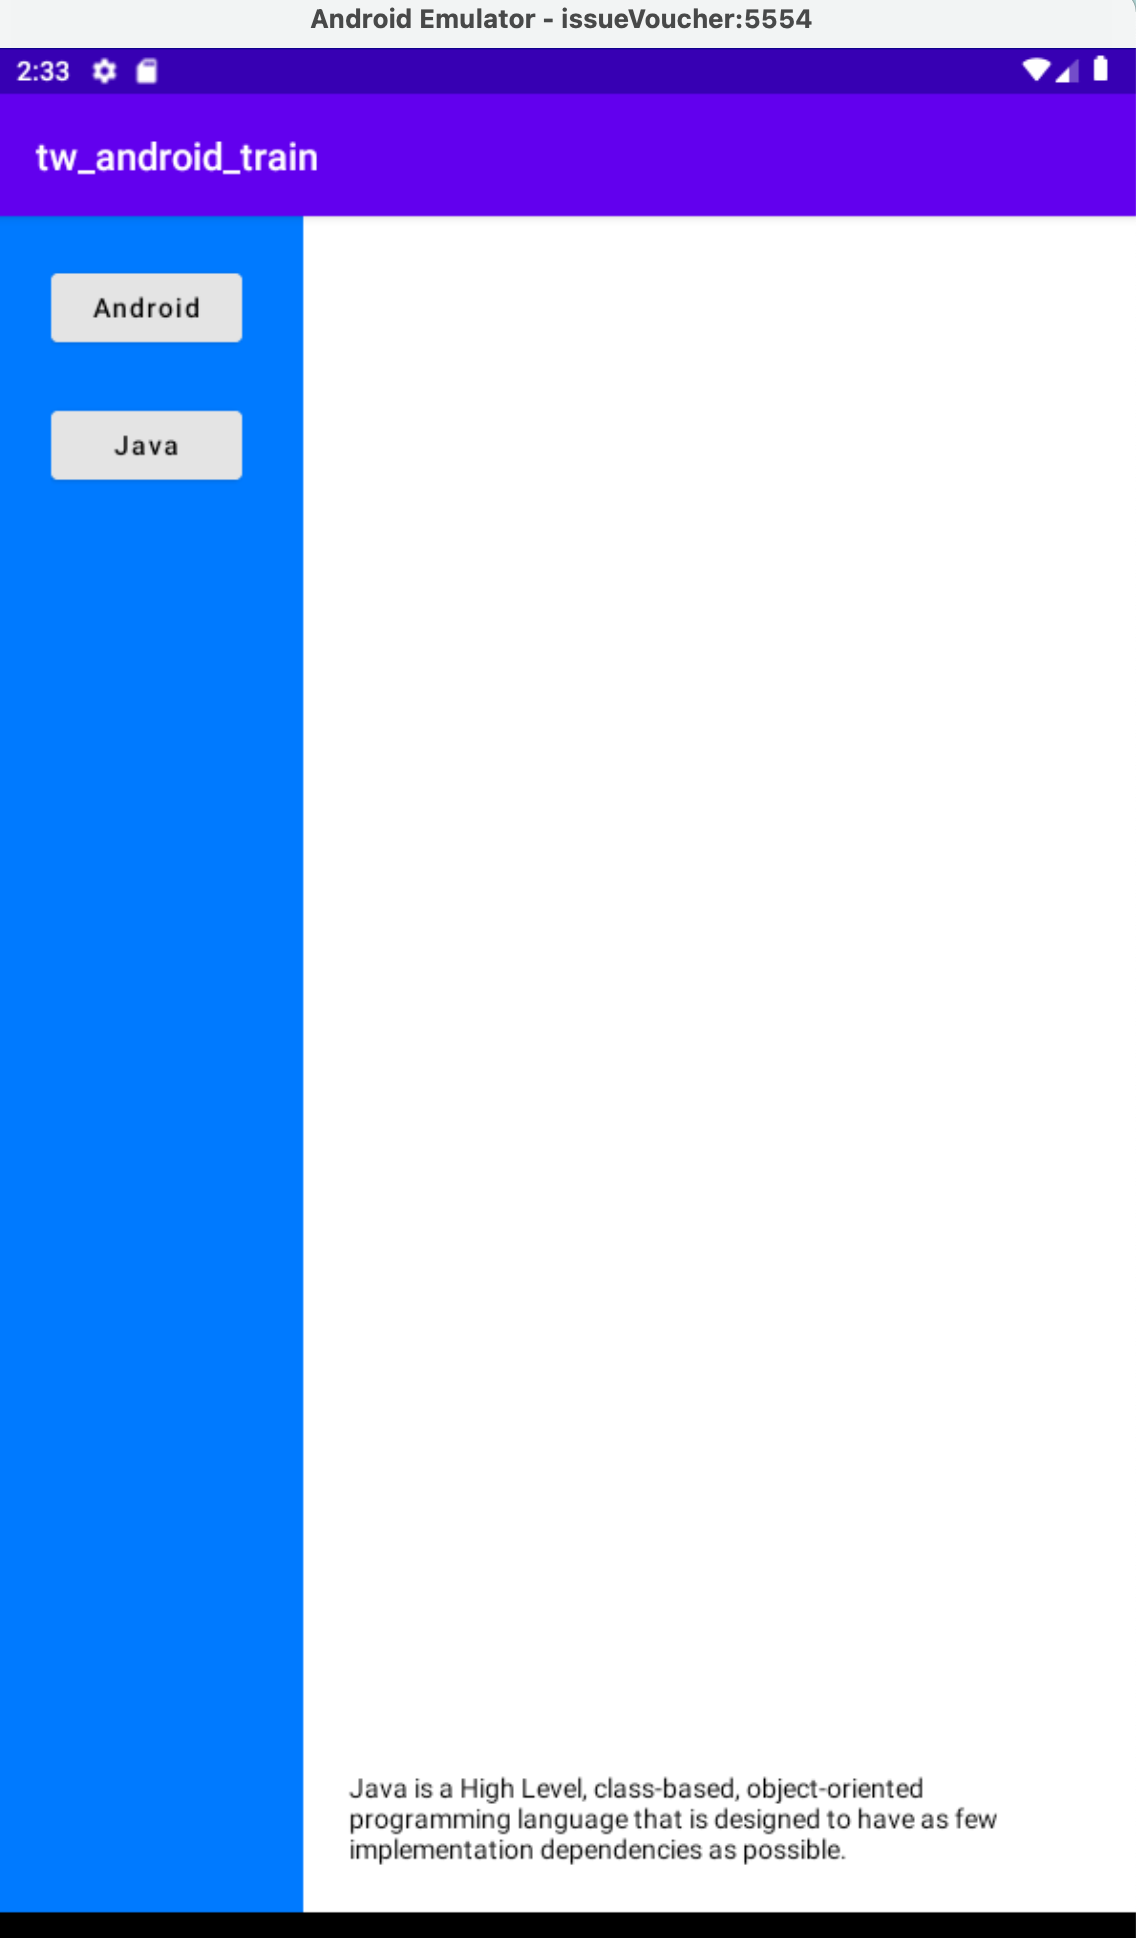 Android Emulator - issueVoucher:5554
2:33
tw_android_train
Android
Java
Java is a High Level, class-based, object-oriented
programming language that is designed to have as few
implementation dependencies as possible.